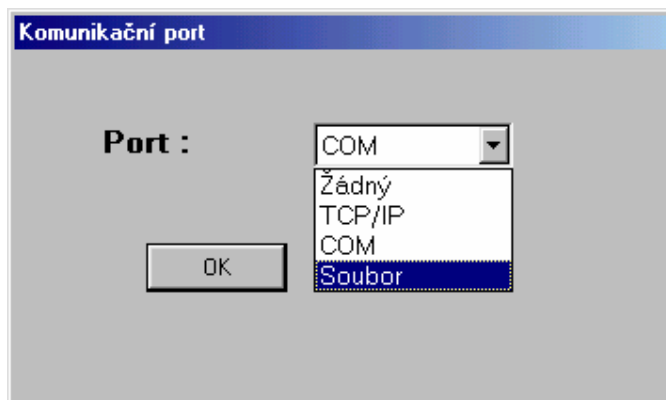 Komunikační port
Port :
COM
Žádný
TCP/IP
COM
Soubor
OK